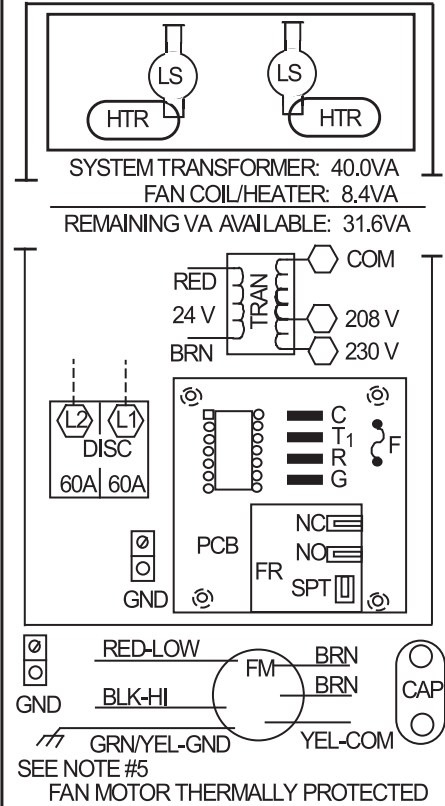 LS LS
HTR HTR
SYSTEM TRANSFORMER: 40.0VA
FAN COIL/HEATER: 8.4VA
REMAINING VA AVAILABLE: 31.6VA
COM
RED
24 V TRAN 208 V
BRN 230 V
L2 L1
DISC
60A 60A
C
T1
R
G
F
PCB
NC
NO
FR
SPT
GND
RED-LOW FM BRN
BRN
GND BLK-HI CAP
GRN/YEL-GND YEL-COM
SEE NOTE #5
FAN MOTOR THERMALLY PROTECTED